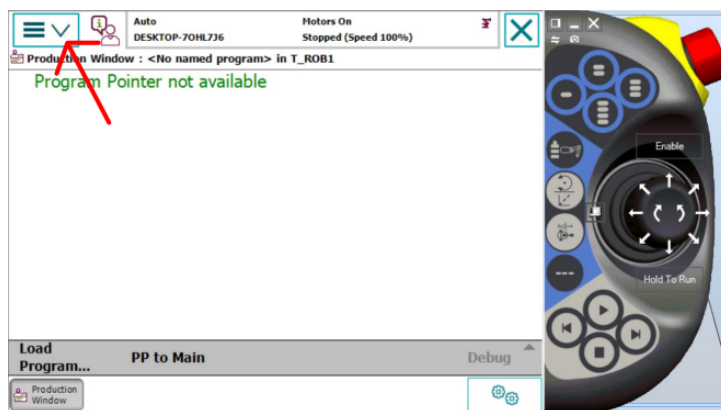 Auto
DESKTOP-7OHL7J6
Motors On
Stopped (Speed 100%)
Production Window : <No named program> in T_ROB1
Program Pointer not available
Enable
Hold To Run
Load
Program...
PP to Main
Debug
Production
Window